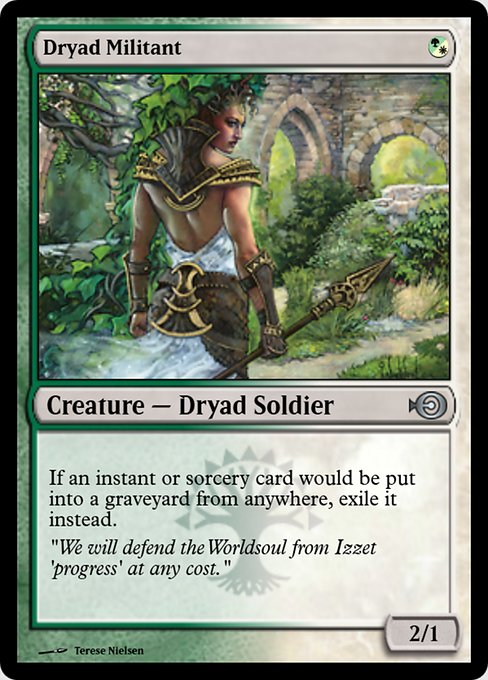 Dryad Militant
Creature — Dryad Soldier
If an instant or sorcery card would be put
into a graveyard from anywhere, exile it
instead.
"We will defend the Worldsoul from Izzet
'progress' at any cost."
2/1
Terese Nielsen